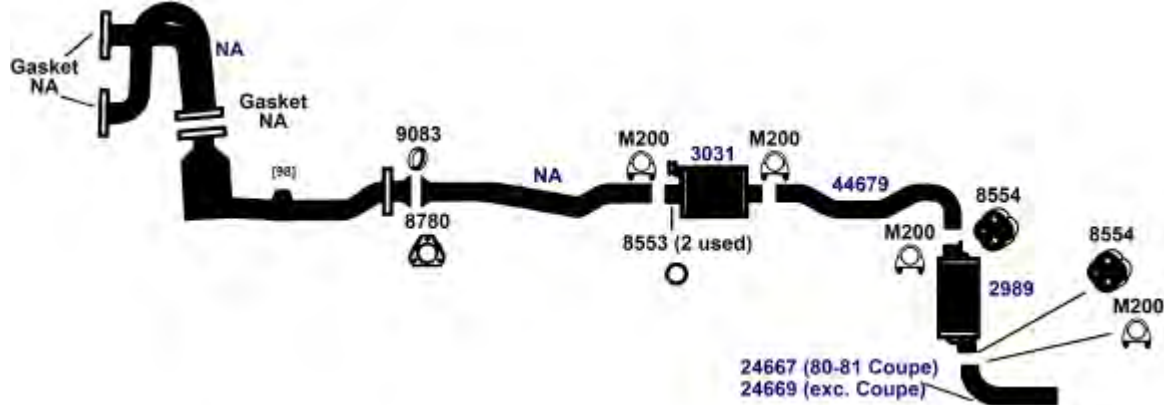 NA
Gasket
NA
Gasket
NA
[98]
9083
8780
NA
M200
3031
M200
8553 (2 used)
44679
M200
8554
8554
2989
M200
24667 (80-81 Coupe)
24669 (exc. Coupe)